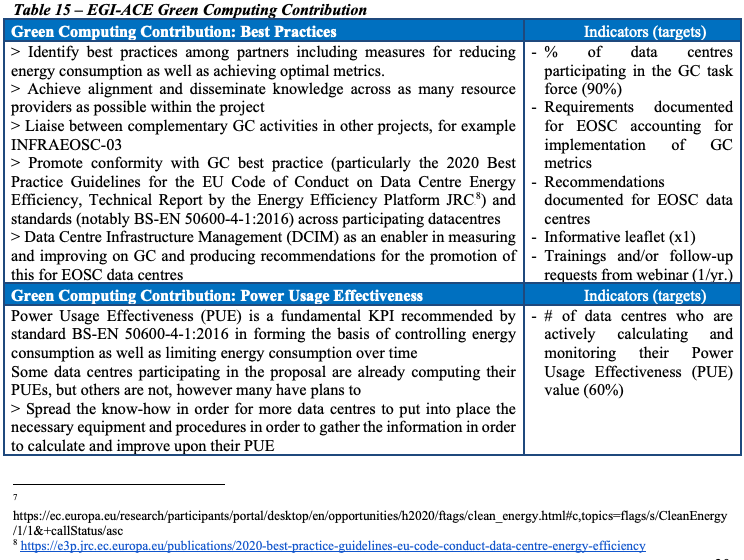 Table 15 – EGI-ACE Green Computing Contribution
Green Computing Contribution: Best Practices
Indicators (targets)
> Identify best practices among partners including measures for reducing
energy consumption as well as achieving optimal metrics.
> Achieve alignment and disseminate knowledge across as many resource
providers as possible within the project
> Liaise between complementary GC activities in other projects, for example
INFRAEOSC-03
> Promote conformity with GC best practice (particularly the 2020 Best
Practice Guidelines for the EU Code of Conduct on Data Centre Energy
Efficiency, Technical Report by the Energy Efficiency Platform JRC8) and
standards (notably BS-EN 50600-4-1:2016) across participating datacentres
> Data Centre Infrastructure Management (DCIM) as an enabler in measuring
and improving on GC and producing recommendations for the promotion of
this for EOSC data centres
- % of data centres
participating in the GC task
force (90%)
- Requirements documented
for EOSC accounting for
implementation of GC
metrics
- Recommendations
documented for EOSC data
centres
- Informative leaflet (x1)
- Trainings and/or follow-up
requests from webinar (1/yr.)
Green Computing Contribution: Power Usage Effectiveness
Indicators (targets)
Power Usage Effectiveness (PUE) is a fundamental KPI recommended by
standard BS-EN 50600-4-1:2016 in forming the basis of controlling energy
consumption as well as limiting energy consumption over time
Some data centres participating in the proposal are already computing their
PUEs, but others are not, however many have plans to
> Spread the know-how in order for more data centres to put into place the
necessary equipment and procedures in order to gather the information in order
to calculate and improve upon their PUE
- # of data centres who are
actively calculating and
monitoring their Power
Usage Effectiveness (PUE)
value (60%)
7
https://ec.europa.eu/research/participants/portal/desktop/en/opportunities/h2020/ftags/clean_energy.html#c,topics=flags/s/CleanEnergy
/1/1&+callStatus/asc
8 https://e3p.jrc.ec.europa.eu/publications/2020-best-practice-guidelines-eu-code-conduct-data-centre-energy-efficiency